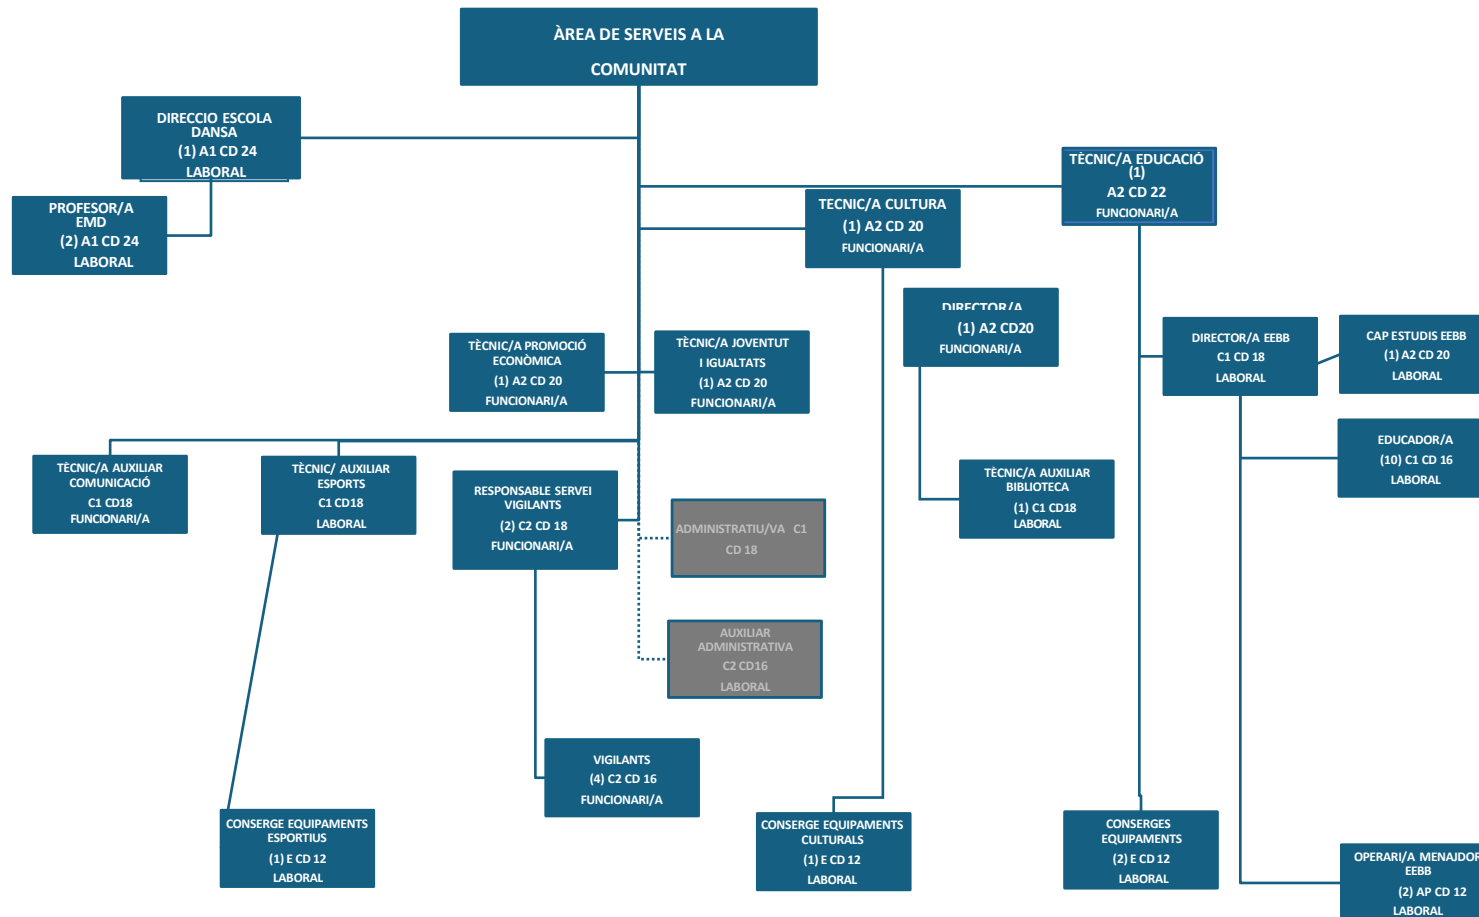 ÀREA DE SERVEIS A LA
COMUNITAT
DIRECCIO ESCOLA
DANSA
(1) A1 CD 24
LABORAL
PROFESOR/A
EMD
(2) A1 CD 24
LABORAL
TÈCNIC/A EDUCACIÓ
(1)
A2 CD 22
FUNCIONARI/A
TECNIC/A CULTURA
(1) A2 CD 20
FUNCIONARI/A
DIRECTOR/A
(1) A2 CD20
FUNCIONARI/A
TÈCNIC/A PROMOCIÓ
ECONÒMICA
(1) A2 CD 20
FUNCIONARI/A
TÈCNIC/A JOVENTUT
I IGUALTATS
(1) A2 CD 20
FUNCIONARI/A
DIRECTOR/A EEBB
C1 CD 18
LABORAL
CAP ESTUDIS EEBB
(1) A2 CD 20
LABORAL
EDUCADOR/A
(10) C1 CD 16
LABORAL
TÈCNIC/A AUXILIAR
COMUNICACIÓ
C1 CD18
FUNCIONARI/A
TÈCNIC/ AUXILIAR
ESPORTS
C1 CD18
LABORAL
RESPONSABLE SERVEI
VIGILANTS
(2) C2 CD 18
FUNCIONARI/A
ADMINISTRATIU/VA C1
CD 18
TÈCNIC/A AUXILIAR
BIBLIOTECA
(1) C1 CD18
LABORAL
AUXILIAR
ADMINISTRATIVA
C2 CD16
LABORAL
VIGILANTS
(4) C2 CD 16
FUNCIONARI/A
CONSERGE EQUIPAMENTS
ESPORTIUS
(1) E CD 12
LABORAL
CONSERGE EQUIPAMENTS
CULTURALS
(1) E CD 12
LABORAL
CONSERGES
EQUIPAMENTS
(2) E CD 12
LABORAL
OPERARI/A MENAJDOR
EEBB
(2) AP CD 12
LABORAL